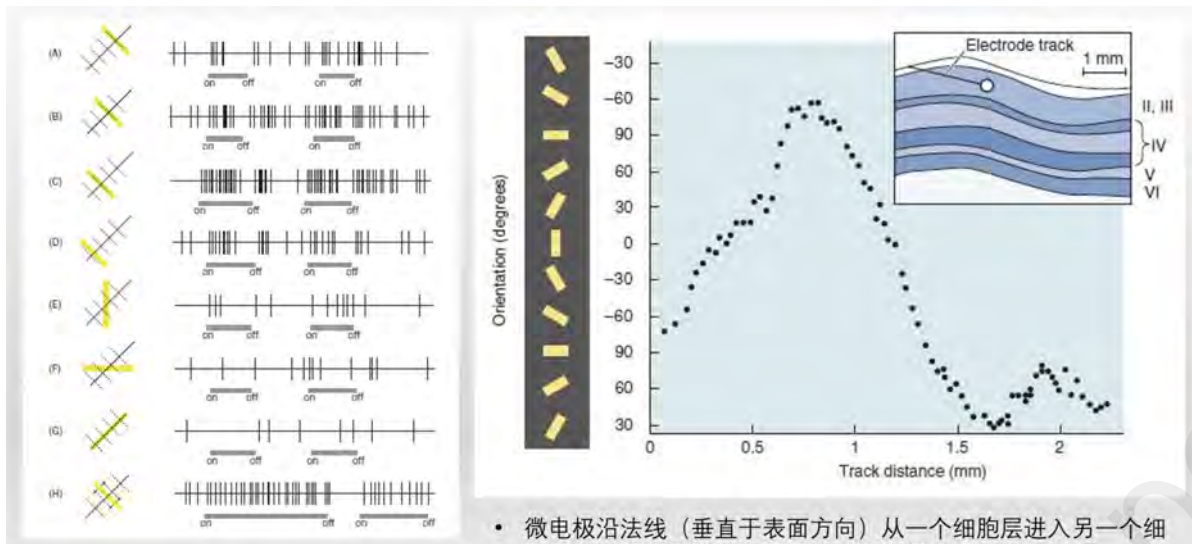 (A)
on off on off
(B)
on off on off
(C)
on off on off
(D)
on off on off
(E)
on off on off
(F)
on off on off
(G)
on off on off
(H)
on off on off
Orientation (degrees)
-30
-60
90
60
30
0
-30
-60
90
60
30
0 0.5 1 1.5 2
Track distance (mm)
Electrode track
1 mm
II, III
IV
V
VI
• 微电极沿法线（垂直于表面方向）从一个细胞层进入另一个细